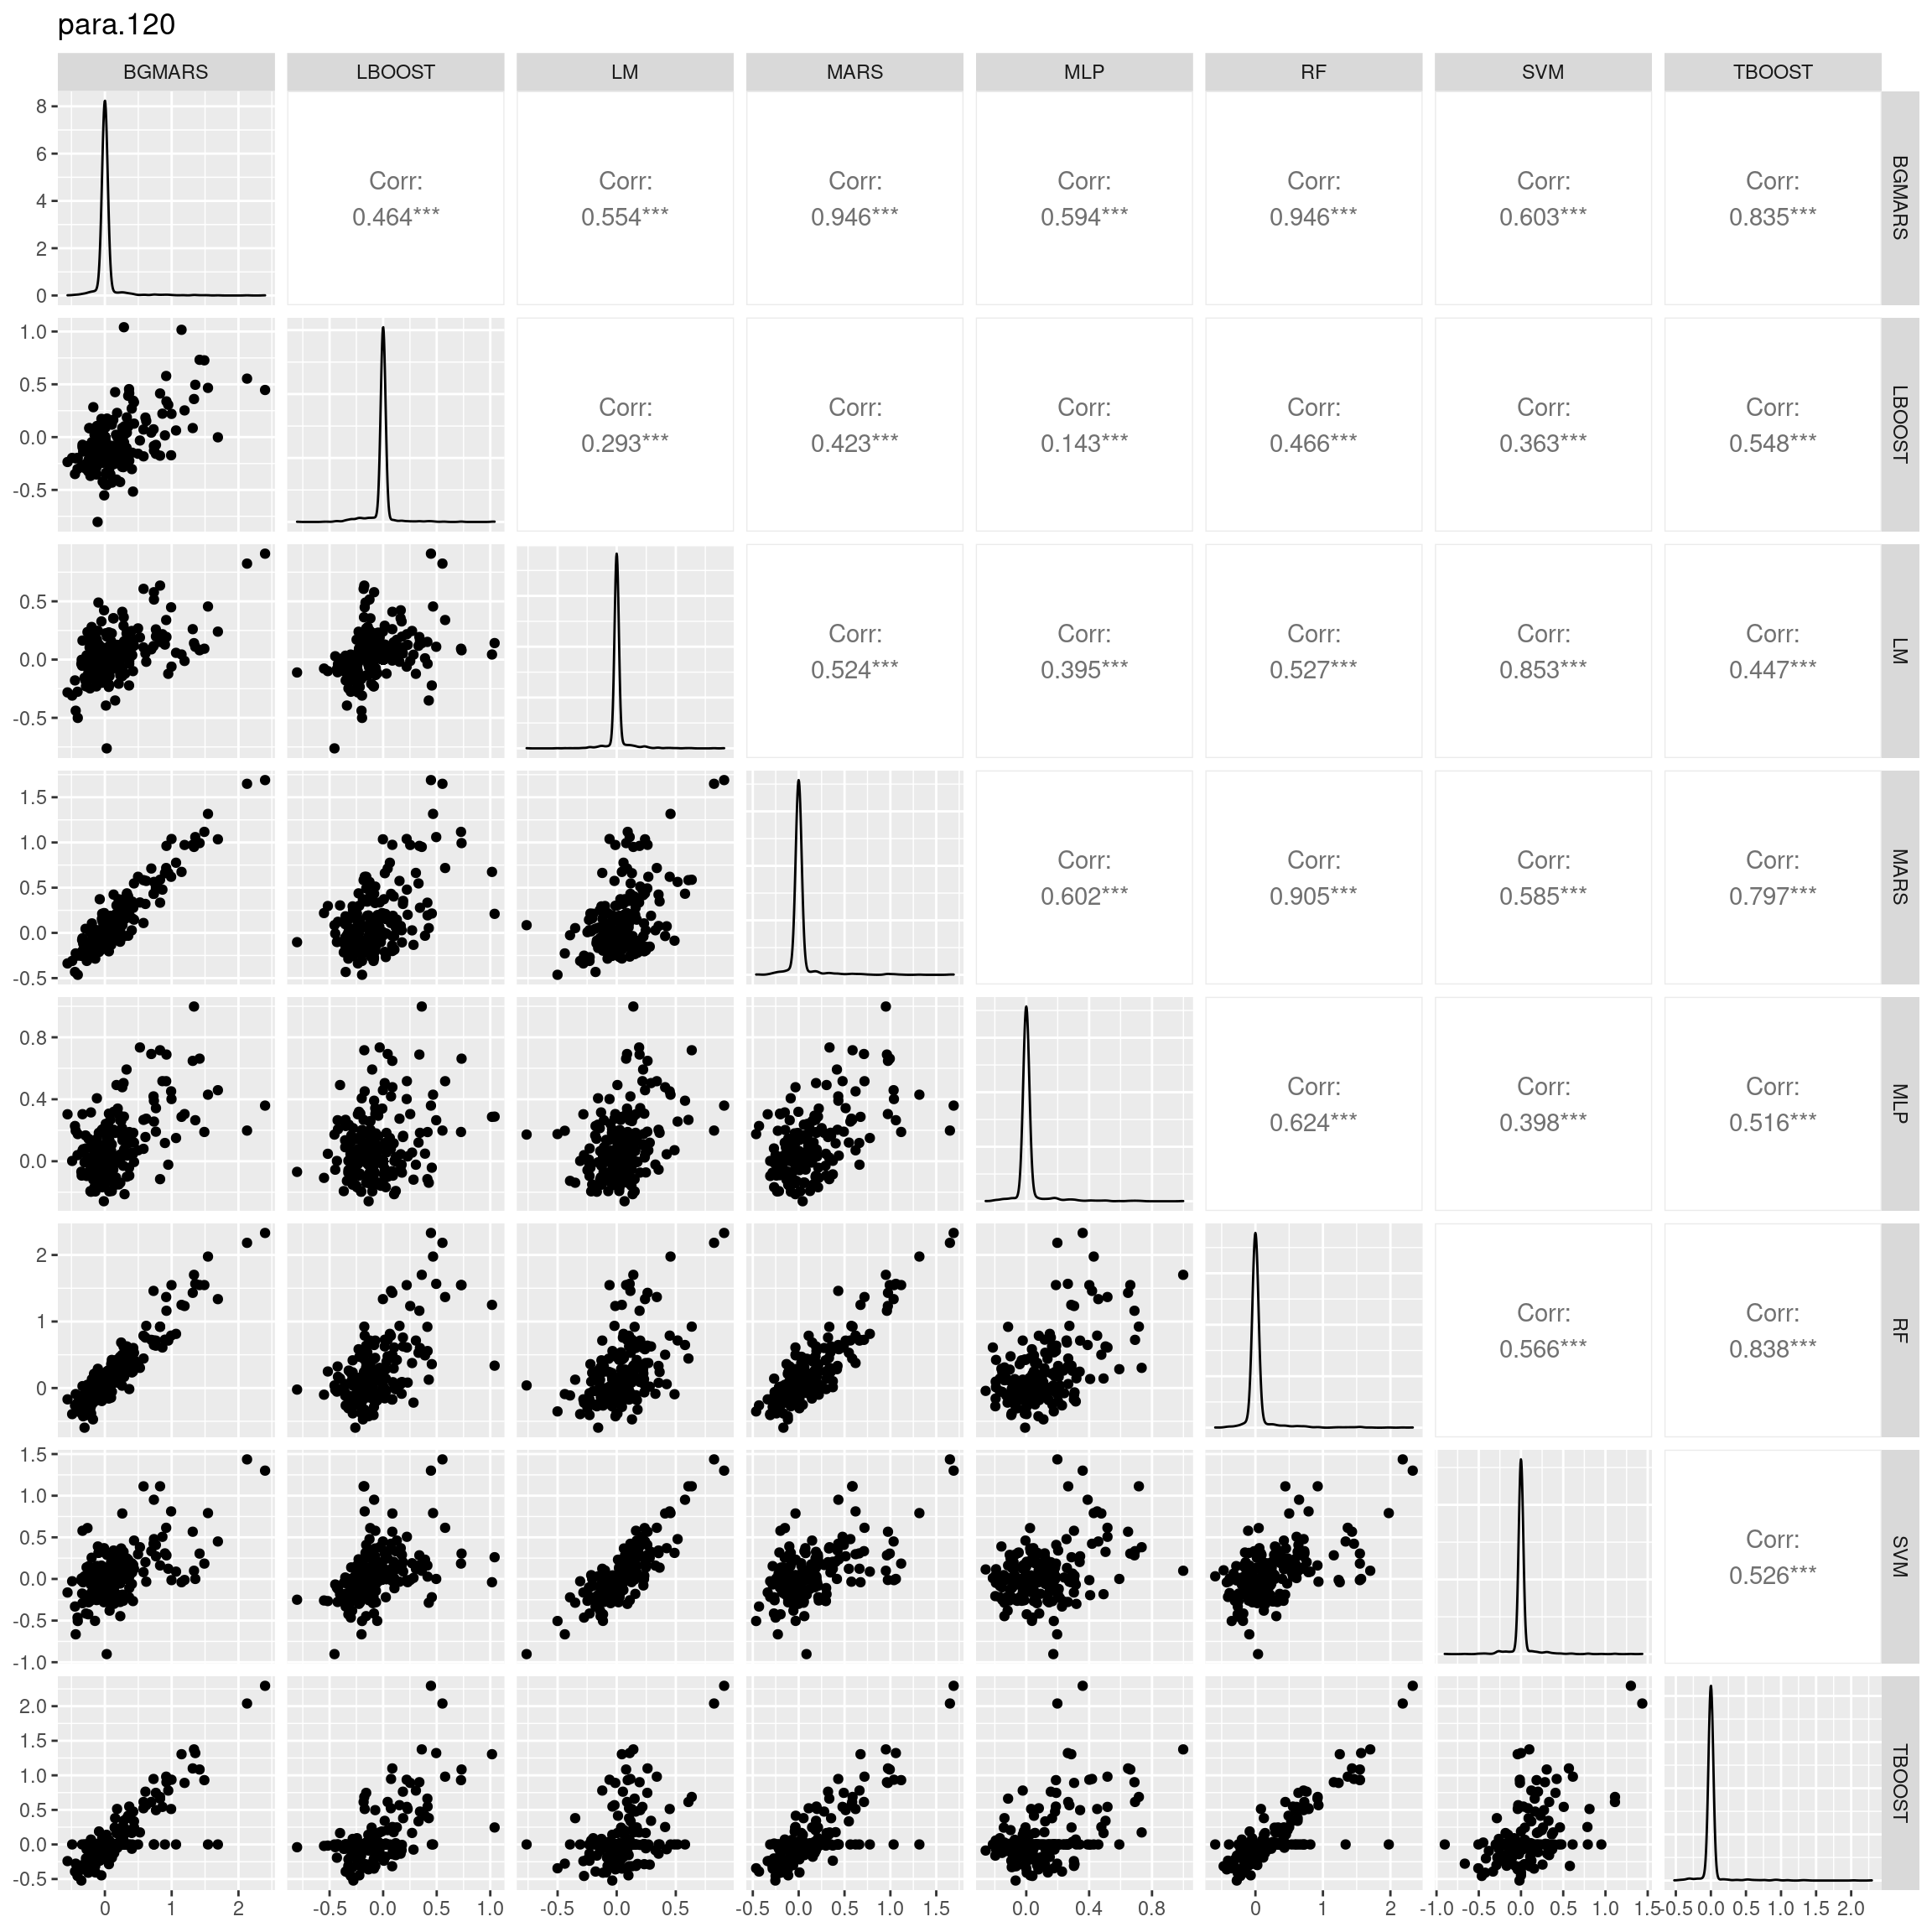 para.120
BGMARS LBOOST LM MARS MLP RF SVM TBOOST
8
6
4
2
0
Corr: Corr: Corr: Corr: Corr: Corr: Corr:
0.464*** 0.554*** 0.946*** 0.594*** 0.946*** 0.603*** 0.835***
BGMARS
1.0
0.5
0.0
-0.5
Corr: Corr: Corr: Corr: Corr: Corr:
0.293*** 0.423*** 0.143*** 0.466*** 0.363*** 0.548***
LBOOST
0.5
0.0
-0.5
Corr: Corr: Corr: Corr: Corr:
0.524*** 0.395*** 0.527*** 0.853*** 0.447***
LM
1.5
1.0
0.5
0.0
-0.5
Corr: Corr: Corr: Corr:
0.602*** 0.905*** 0.585*** 0.797***
MARS
0.8
0.4
0.0
Corr: Corr: Corr:
0.624*** 0.398*** 0.516***
MLP
2
1
0
Corr: Corr:
0.566*** 0.838***
RF
1.5
1.0
0.5
0.0
-0.5
-1.0
Corr:
0.526***
SVM
2.0
1.5
1.0
0.5
0.0
-0.5
TBOOST
0 1 2 -0.5 0.0 0.5 1.0 -0.5 0.0 0.5 -0.5 0.0 0.5 1.0 1.5 0.0 0.4 0.8 0 1 2 -1.0 -0.5 0.0 0.5 1.0 1.5 -0.5 0.0 0.5 1.0 1.5 2.0